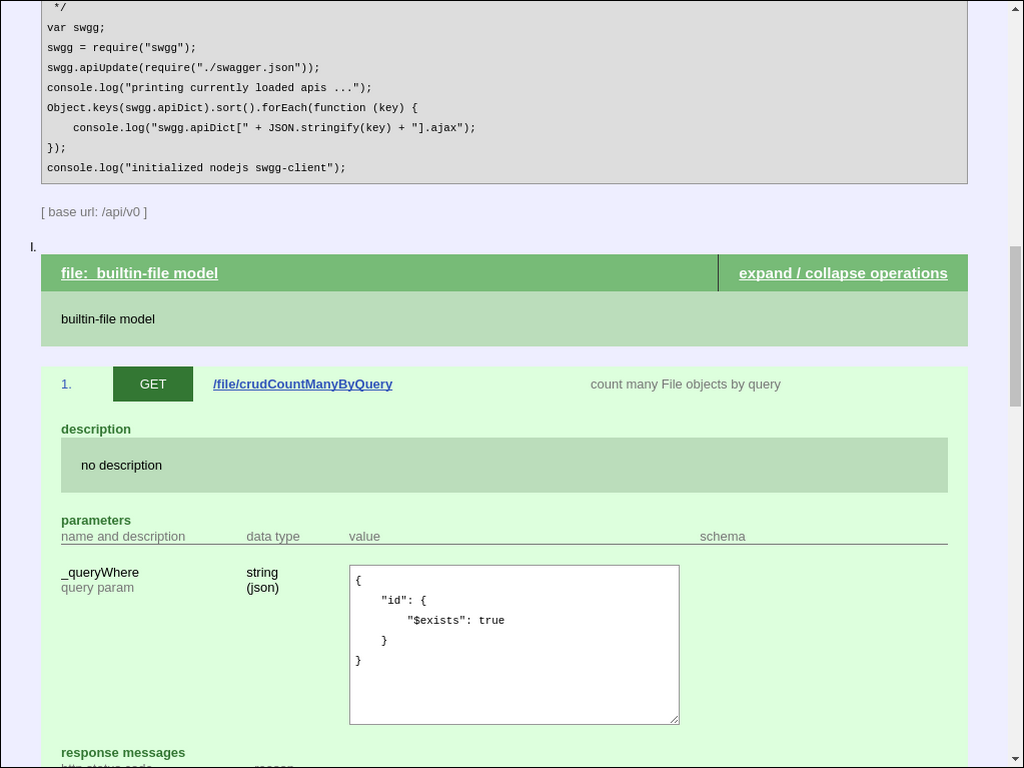 */
var swgg;
swgg = require("swgg");
swgg.apiUpdate(require("./swagger.json"));
console.log("printing currently loaded apis ...");
Object.keys(swgg.apiDict).sort().forEach(function (key) {
    console.log("swgg.apiDict[" + JSON.stringify(key) + "].ajax");
});
console.log("initialized nodejs swgg-client");
[ base url: /api/v0 ]
I.
file:  builtin-file model expand / collapse operations
builtin-file model
1. GET /file/crudCountManyByQuery count many File objects by query
description
no description
parameters
name and description data type value schema
_queryWhere string
query param (json)
{
    "id": {
        "$exists": true
    }
}
response messages
http status code reason